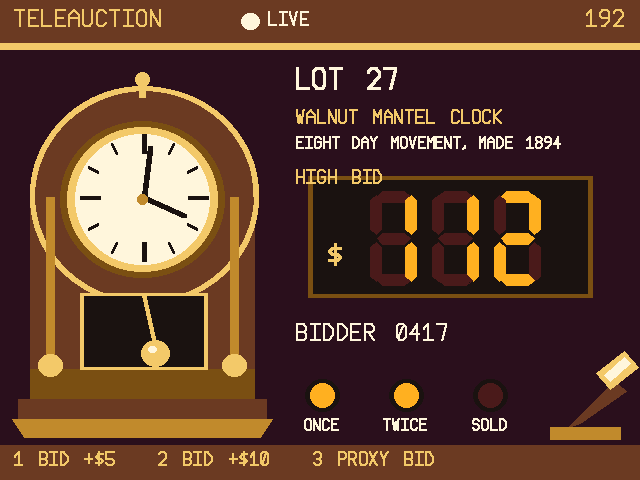 TELEAUCTION LIVE 192
LOT 27
WALNUT MANTEL CLOCK
EIGHT DAY MOVEMENT, MADE 1894
HIGH BID
$ 112
BIDDER 0417
ONCE TWICE SOLD
1 BID +$5 2 BID +$10 3 PROXY BID